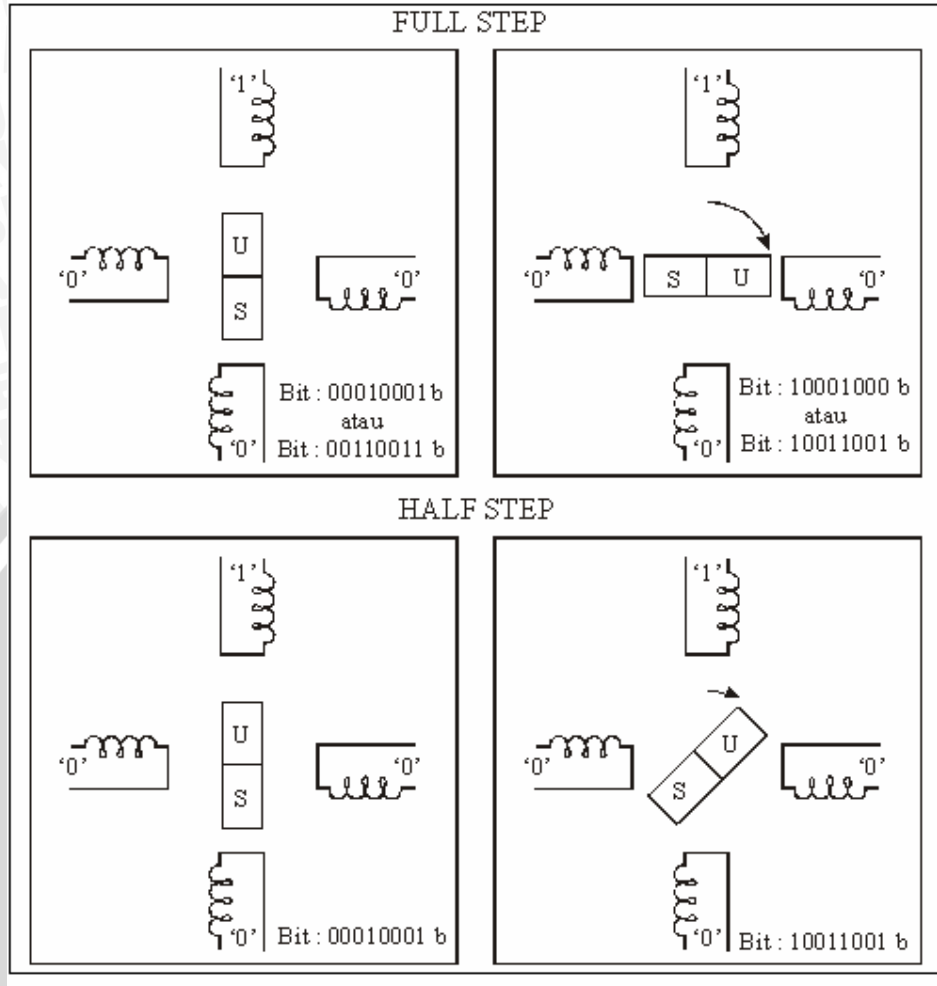 FULL STEP
‘1’
‘0’
U
S
‘0’
‘0’
Bit : 00010001 b
atau
Bit : 00110011 b
‘1’
‘0’
S U
‘0’
‘0’
Bit : 10001000 b
atau
Bit : 10011001 b
HALF STEP
‘1’
‘0’
U
S
‘0’
‘0’
Bit : 00010001 b
‘1’
‘0’
U
S
‘0’
‘0’
Bit : 10011001 b